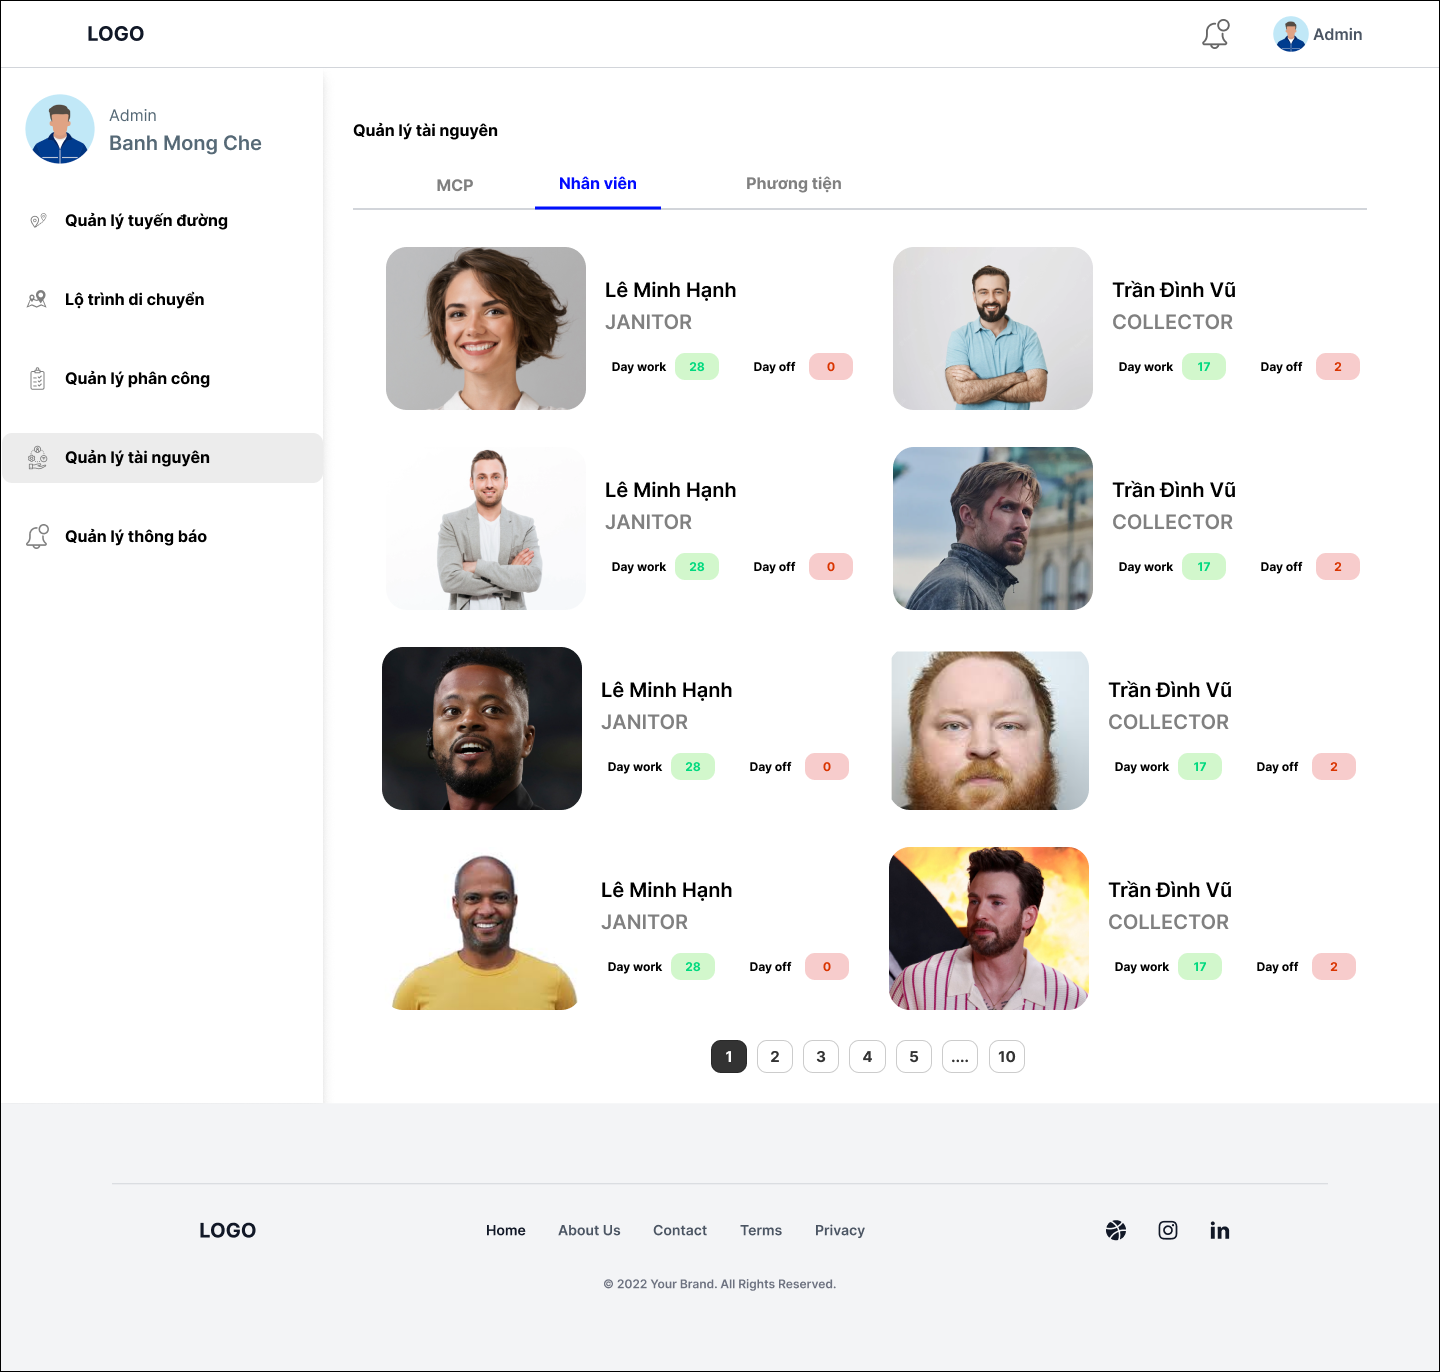 LOGO
Admin
Admin
Banh Mong Che
Quản lý tuyến đường
Lộ trình di chuyển
Quản lý phân công
Quản lý tài nguyên
Quản lý thông báo
Quản lý tài nguyên
MCP Nhân viên Phương tiện
Lê Minh Hạnh
JANITOR
Day work 28 Day off 0
Trần Đình Vũ
COLLECTOR
Day work 17 Day off 2
Lê Minh Hạnh
JANITOR
Day work 28 Day off 0
Trần Đình Vũ
COLLECTOR
Day work 17 Day off 2
Lê Minh Hạnh
JANITOR
Day work 28 Day off 0
Trần Đình Vũ
COLLECTOR
Day work 17 Day off 2
Lê Minh Hạnh
JANITOR
Day work 28 Day off 0
Trần Đình Vũ
COLLECTOR
Day work 17 Day off 2
1 2 3 4 5 .... 10
LOGO
Home About Us Contact Terms Privacy
© 2022 Your Brand. All Rights Reserved.